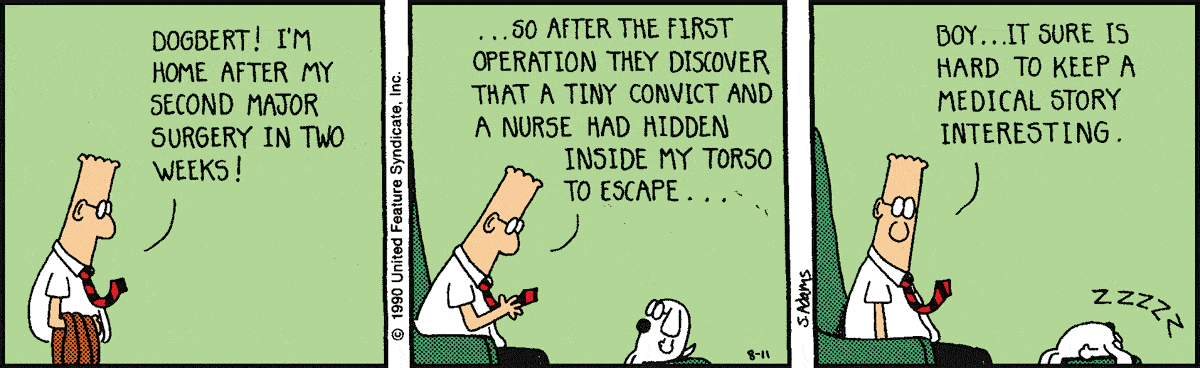 DOGBERT! I'M
HOME AFTER MY
SECOND MAJOR
SURGERY IN TWO
WEEKS!
© 1990 United Feature Syndicate, Inc.
...SO AFTER THE FIRST
OPERATION THEY DISCOVER
THAT A TINY CONVICT AND
A NURSE HAD HIDDEN
INSIDE MY TORSO
TO ESCAPE....
8-11
S.Adams
BOY...IT SURE IS
HARD TO KEEP A
MEDICAL STORY
INTERESTING.
ZZZZZ